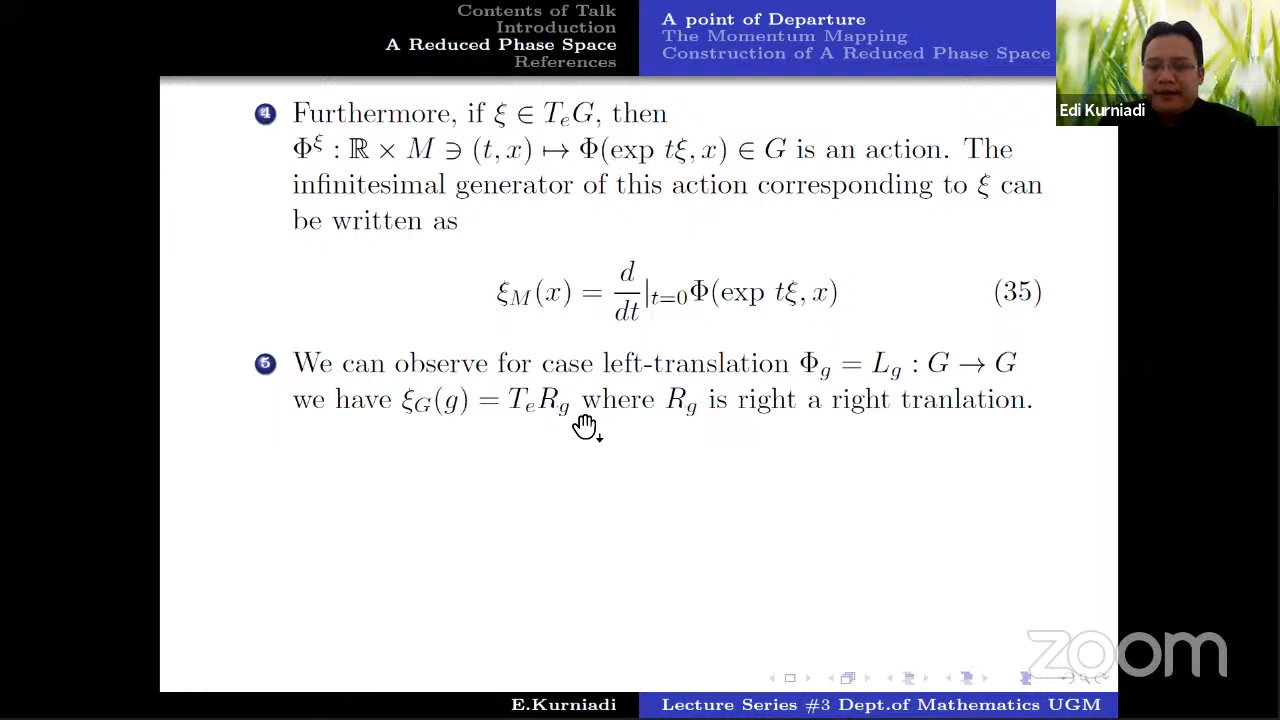 Contents of Talk
Introduction
A Reduced Phase Space
References
A point of Departure
The Momentum Mapping
Construction of A Reduced Phase Space
Edi Kurniadi
4 Furthermore, if ξ ∈ TₑG, then
Φ^ξ : ℝ × M ∋ (t, x) ↦ Φ(exp tξ, x) ∈ G is an action. The
infinitesimal generator of this action corresponding to ξ can
be written as
ξ_M(x) = d/dt |_{t=0} Φ(exp tξ, x) (35)
5 We can observe for case left-translation Φ_g = L_g : G → G
we have ξ_G(g) = TₑR_g where R_g is right a right tranlation.
zoom
E.Kurniadi
Lecture Series #3 Dept.of Mathematics UGM